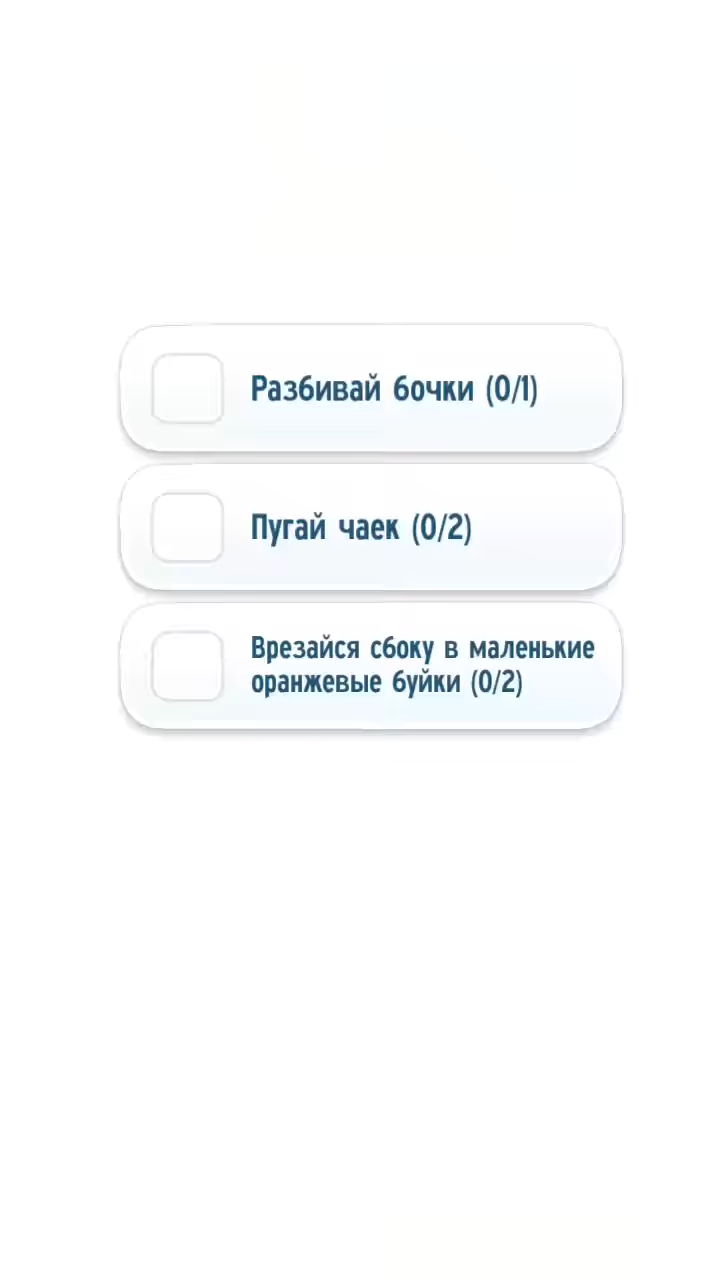 Разбивай бочки (0/1)
Пугай чаек (0/2)
Врезайся сбоку в маленькие
оранжевые буйки (0/2)